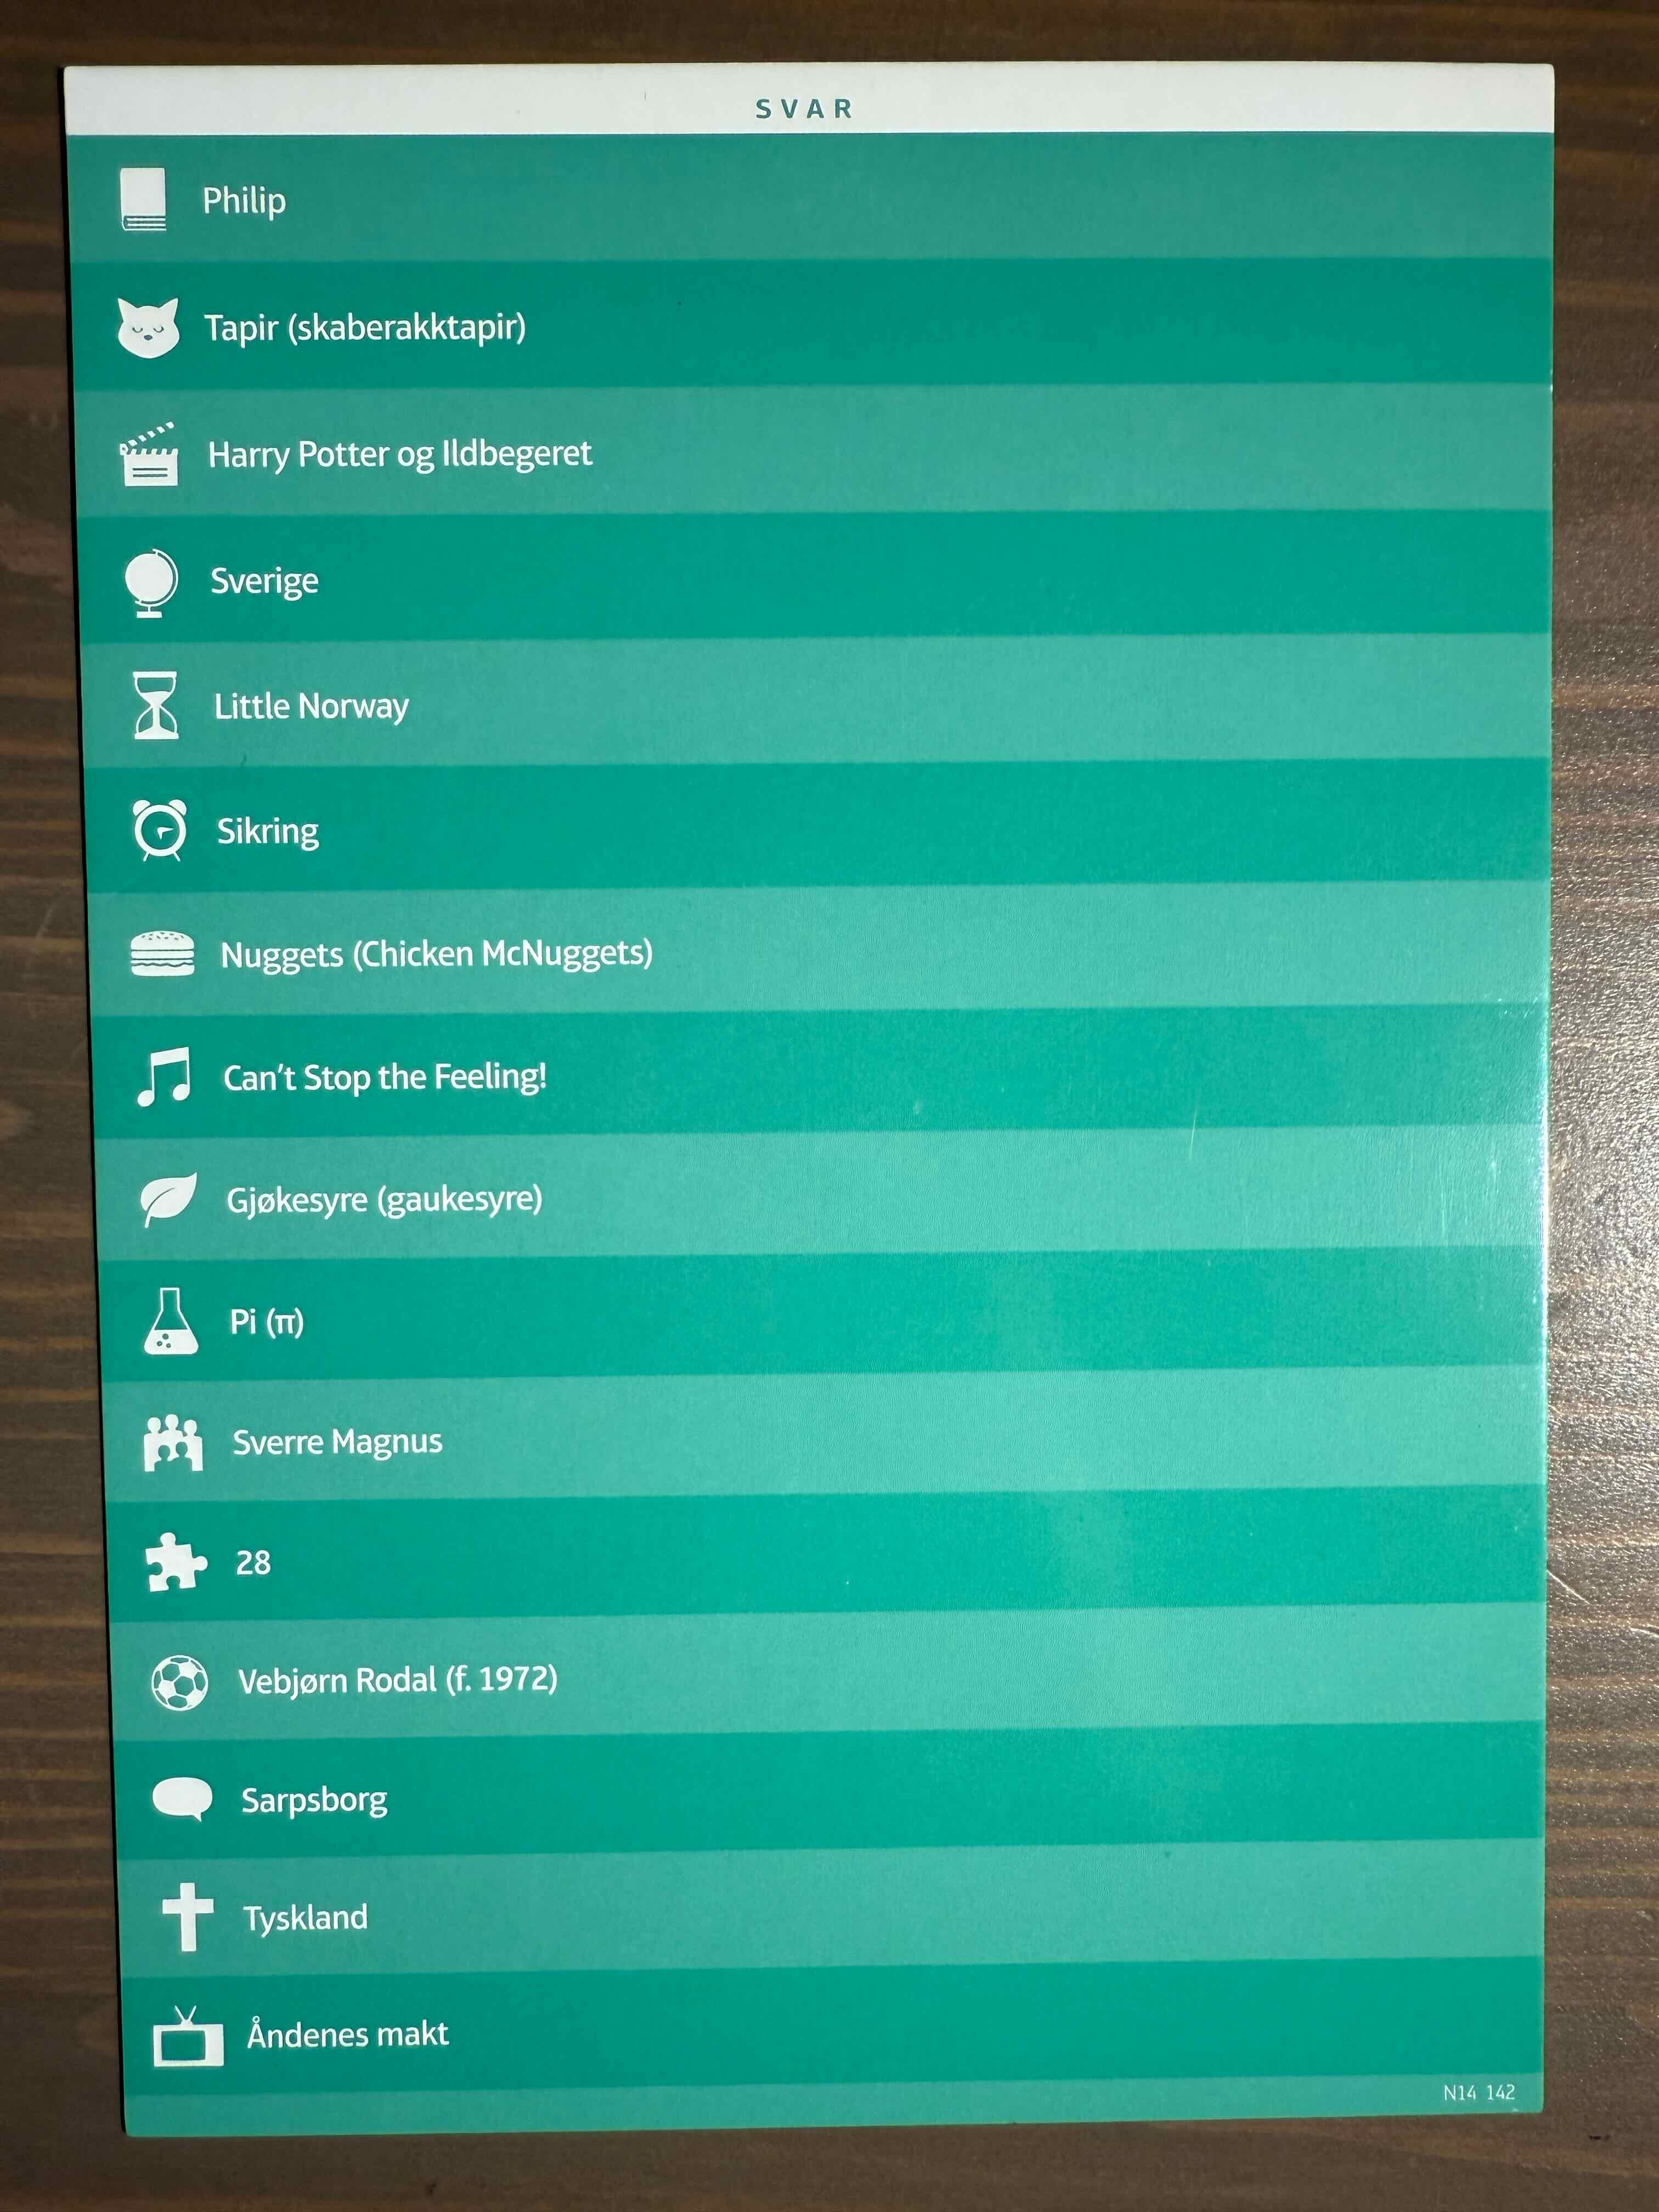 SVAR
Philip
Tapir (skaberakktapir)
Harry Potter og Ildbegeret
Sverige
Little Norway
Sikring
Nuggets (Chicken McNuggets)
Can't Stop the Feeling!
Gjøkesyre (gaukesyre)
Pi (π)
Sverre Magnus
28
Vebjørn Rodal (f. 1972)
Sarpsborg
Tyskland
Åndenes makt
N14 142